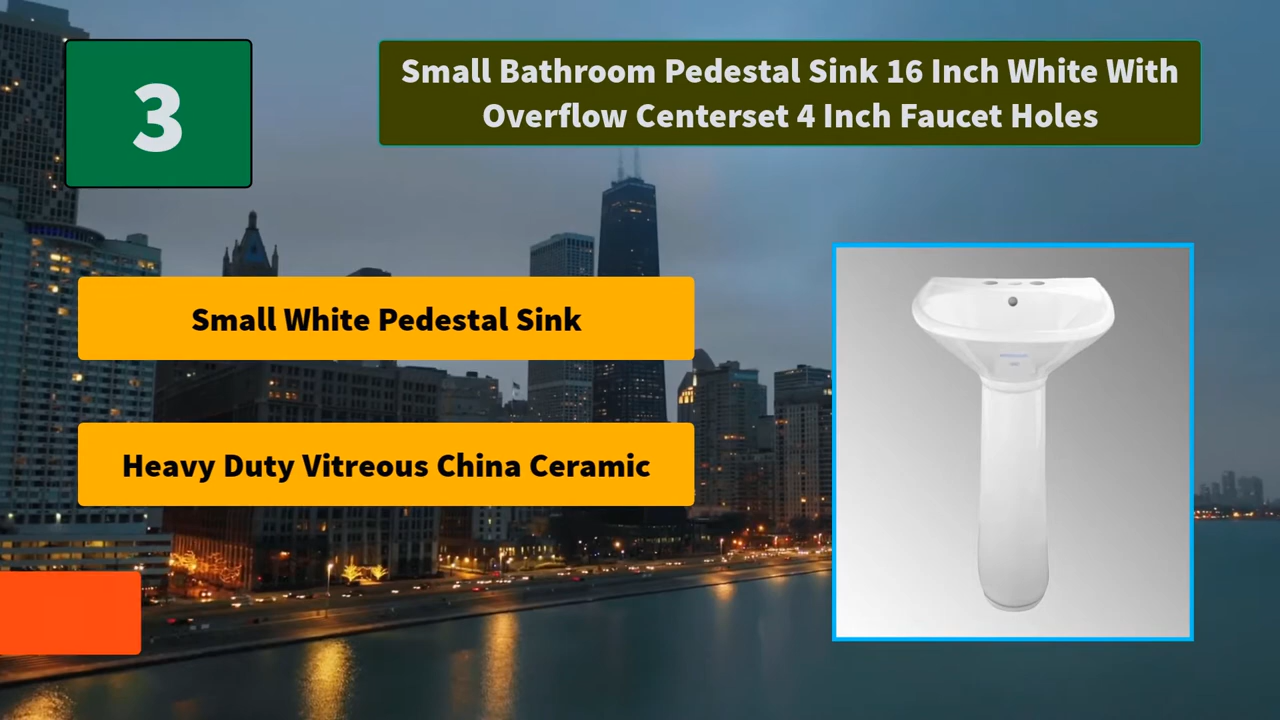 3
Small Bathroom Pedestal Sink 16 Inch White With
Overflow Centerset 4 Inch Faucet Holes
Small White Pedestal Sink
Heavy Duty Vitreous China Ceramic